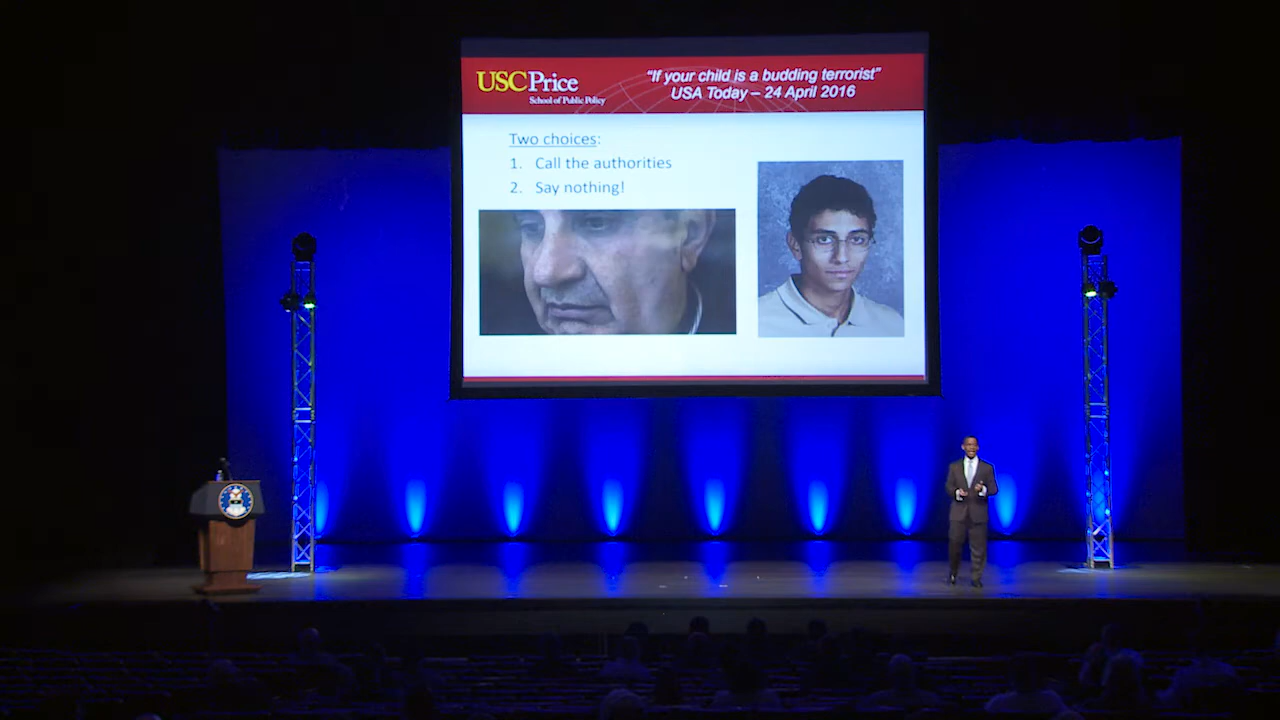 USC Price
School of Public Policy
“If your child is a budding terrorist”
USA Today – 24 April 2016
Two choices:
1. Call the authorities
2. Say nothing!